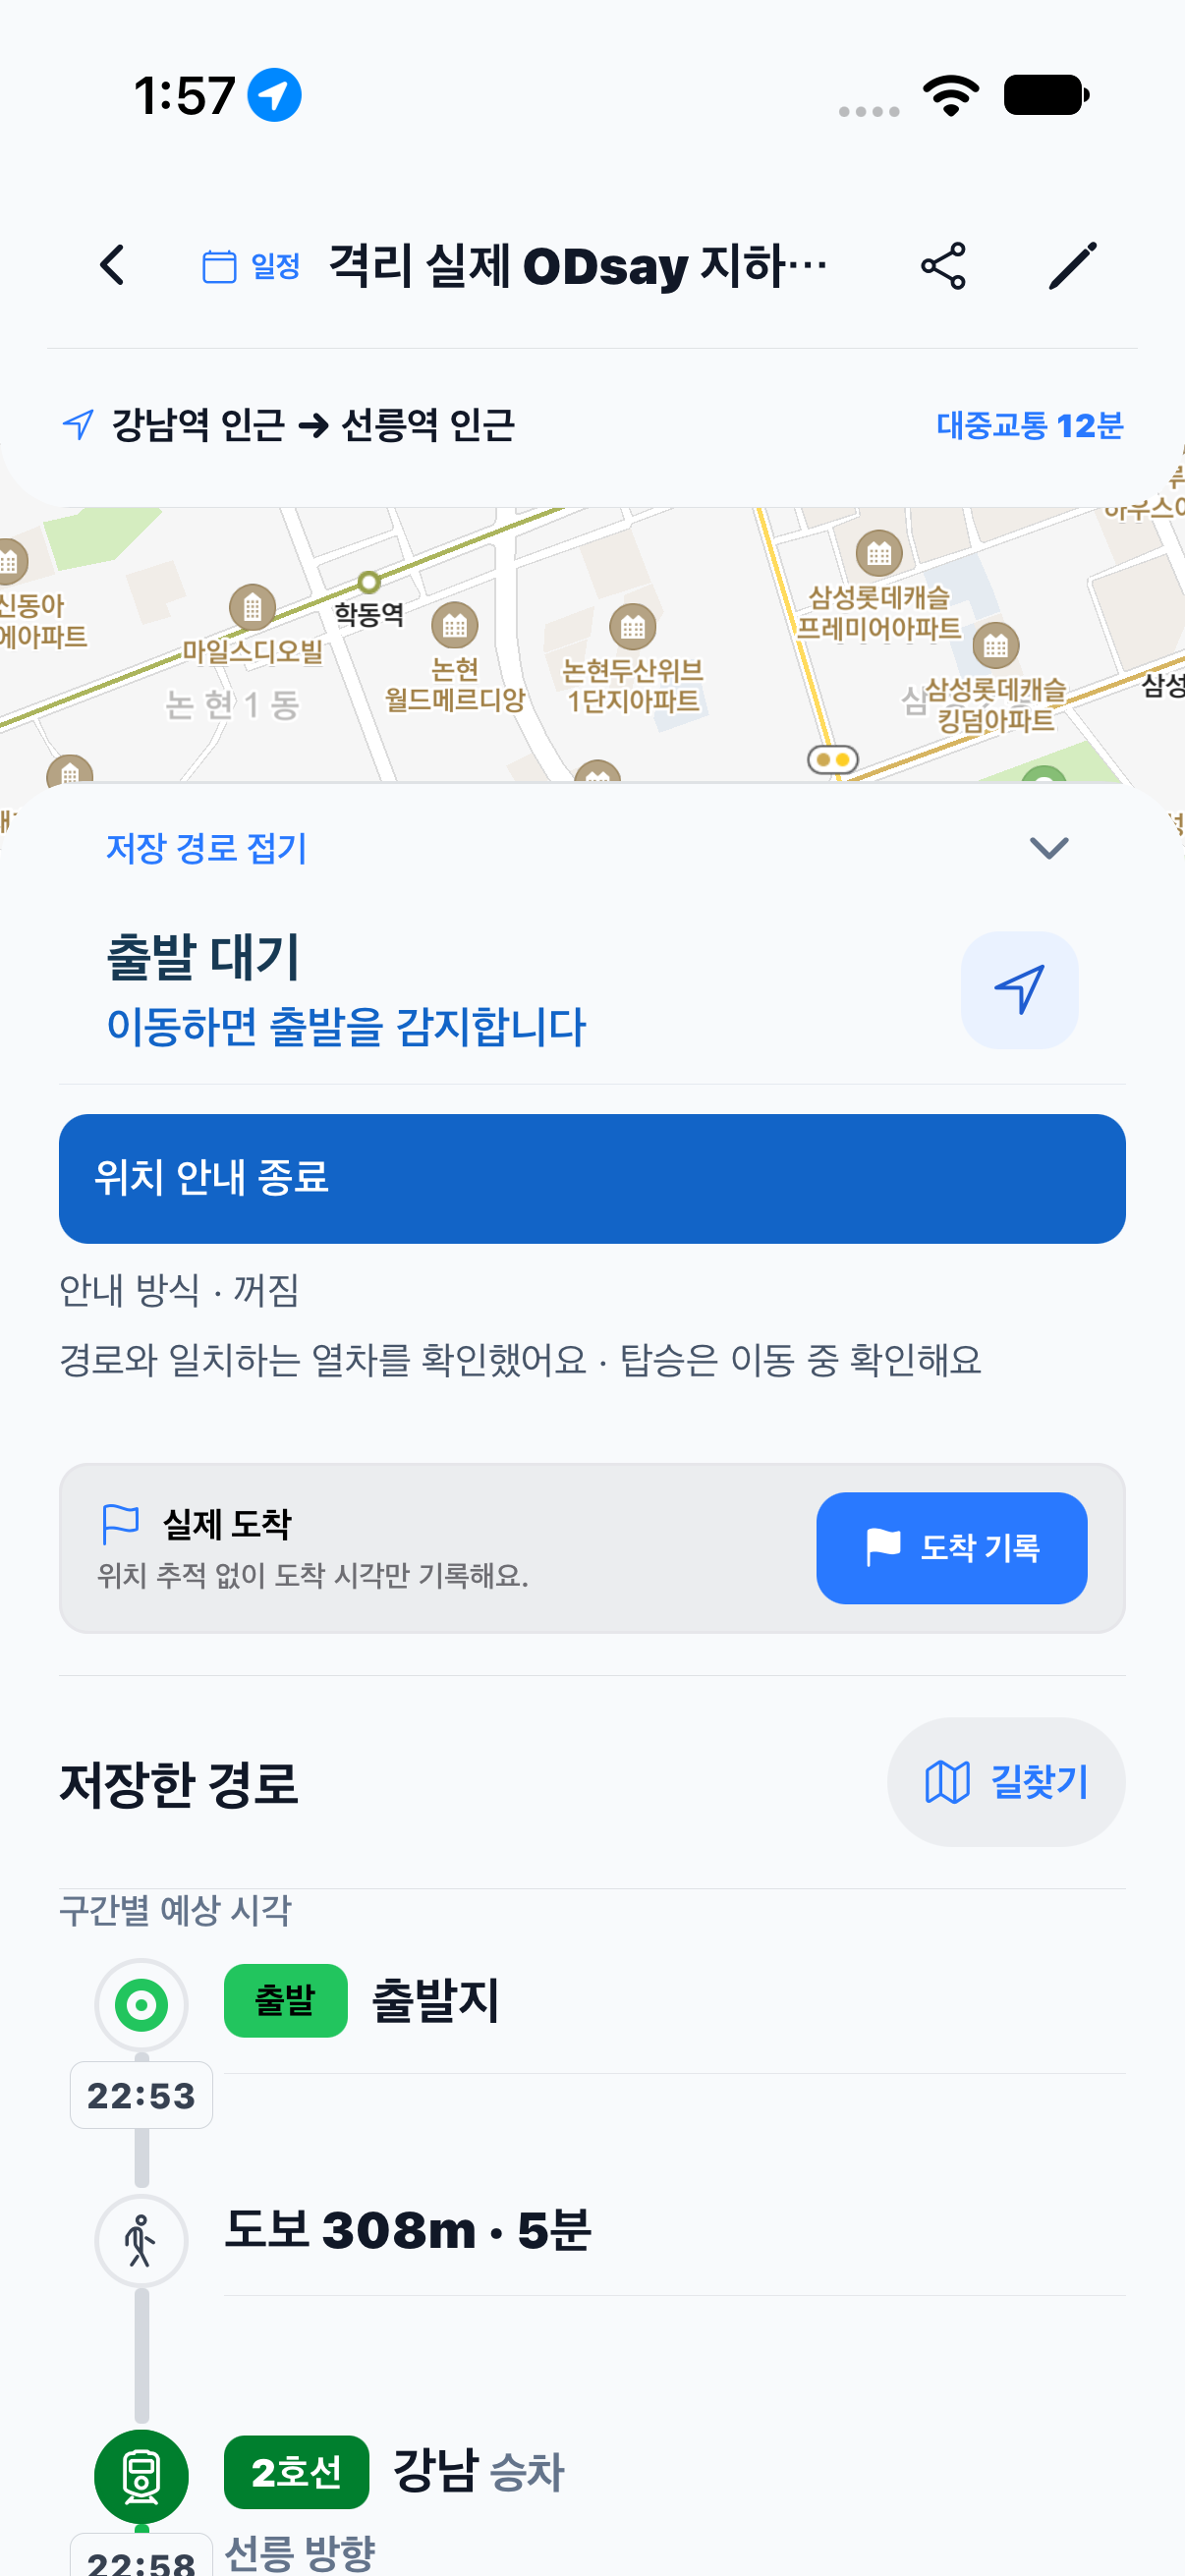 1:57
일정 격리 실제 ODsay 지하···
강남역 인근 → 선릉역 인근
대중교통 12분
하우스
신동아
에아파트
마일스디오빌
학동역
논현
월드메르디앙
논현두산위브
1단지아파트
삼성롯데캐슬
프레미어아파트
논현1동
삼성롯데캐슬
킹덤아파트
삼성
저장 경로 접기
출발 대기
이동하면 출발을 감지합니다
위치 안내 종료
안내 방식 · 꺼짐
경로와 일치하는 열차를 확인했어요 · 탑승은 이동 중 확인해요
실제 도착
위치 추적 없이 도착 시각만 기록해요.
도착 기록
저장한 경로
길찾기
구간별 예상 시각
출발 출발지
22:53
도보 308m · 5분
2호선 강남 승차
선릉 방향
22:58